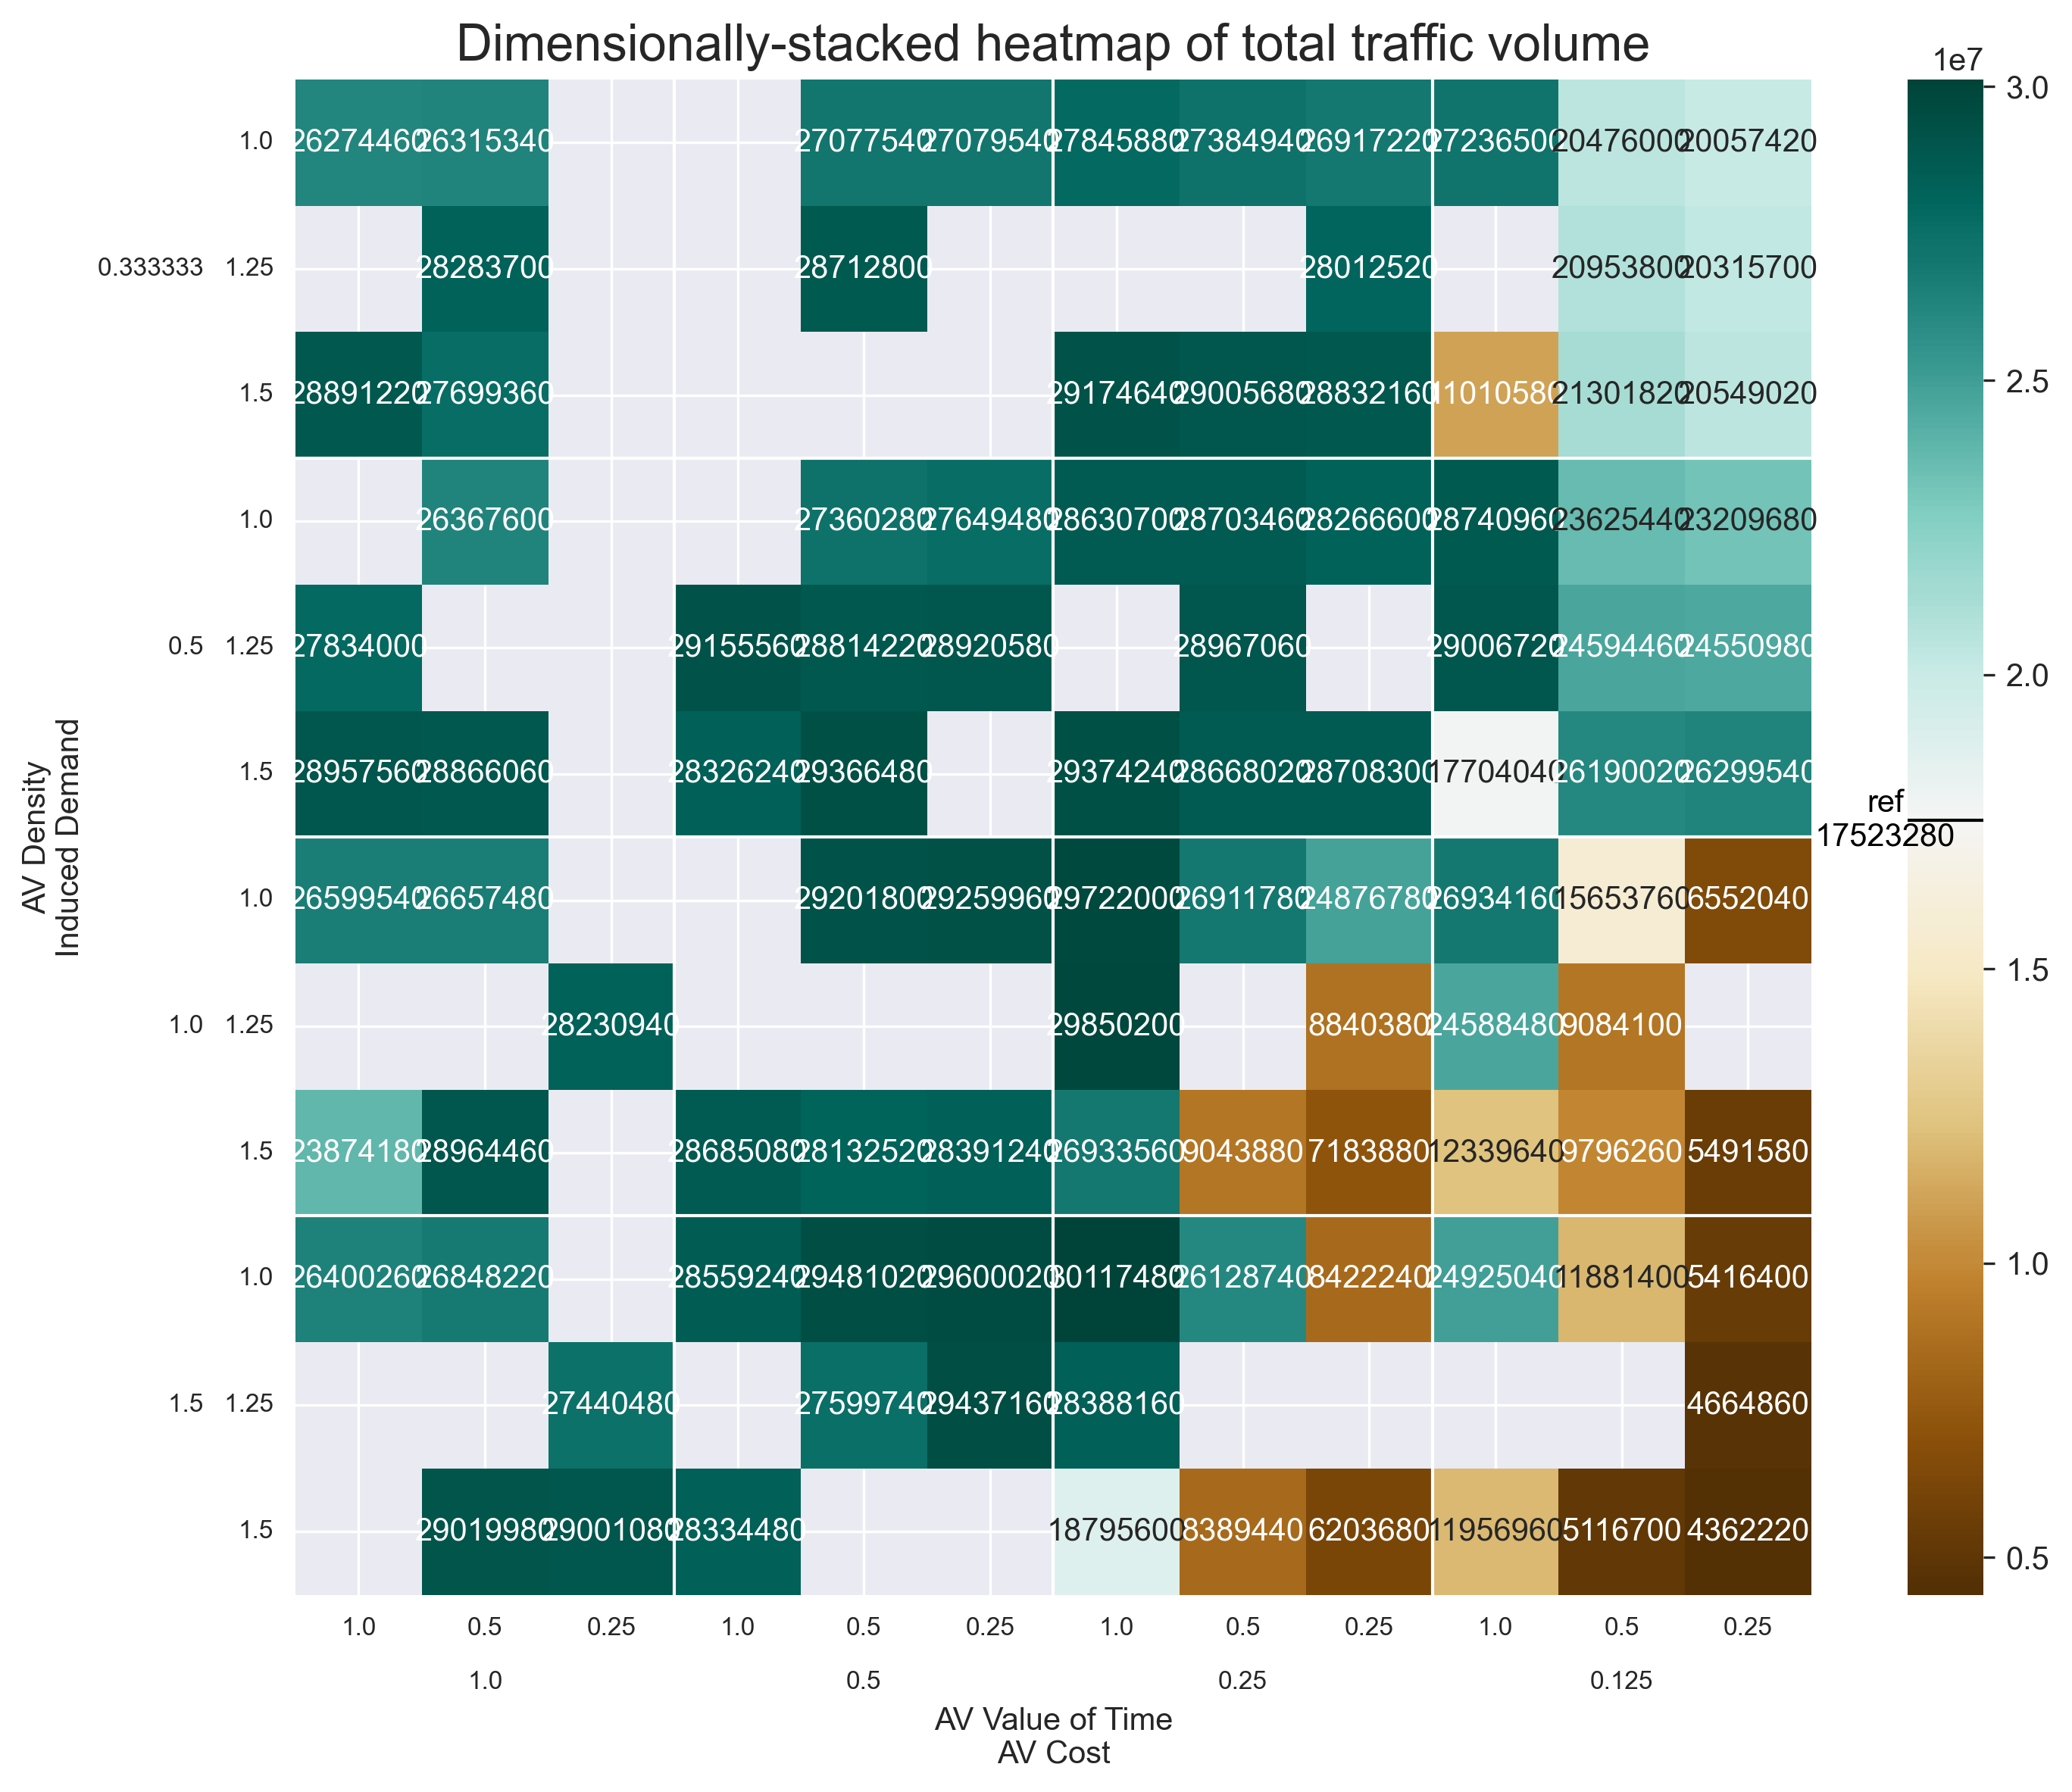 Dimensionally-stacked heatmap of total traffic volume
1e7
1.0 26274460 26315340 27077540 27079540 27845880 27384940 26917220 27236500 20476000 20057420
0.333333 1.25 28283700 28712800 28012520 20953800 20315700
1.5 28891220 27699360 29174640 29005680 28832160 11010580 21301820 20549020
1.0 26367600 27360280 27649480 28630700 28703460 28266600 28740960 23625440 23209680
0.5 1.25 27834000 29155560 28814220 28920580 28967060 29006720 24594460 24550980
1.5 28957560 28866060 28326240 29366480 29374240 28668020 28708300 17704040 26190020 26299540
1.0 26599540 26657480 29201800 29259960 29722000 26911780 24876780 26934160 15653760 6552040
1.0 1.25 28230940 29850200 8840380 24588480 9084100
1.5 23874180 28964460 28685080 28132520 28391240 26933560 9043880 7183880 12339640 9796260 5491580
1.0 26400260 26848220 28559240 29481020 29600020 30117480 26128740 8422240 24925040 11881400 5416400
1.5 1.25 27440480 27599740 29437160 28388160 4664860
1.5 29019980 29001080 28334480 18795600 8389440 6203680 11956960 5116700 4362220
1.0 0.5 0.25 1.0 0.5 0.25 1.0 0.5 0.25 1.0 0.5 0.25
1.0 0.5 0.25 0.125
AV Value of Time
AV Cost
AV Density
Induced Demand
3.0
2.5
2.0
ref
17523280
1.5
1.0
0.5